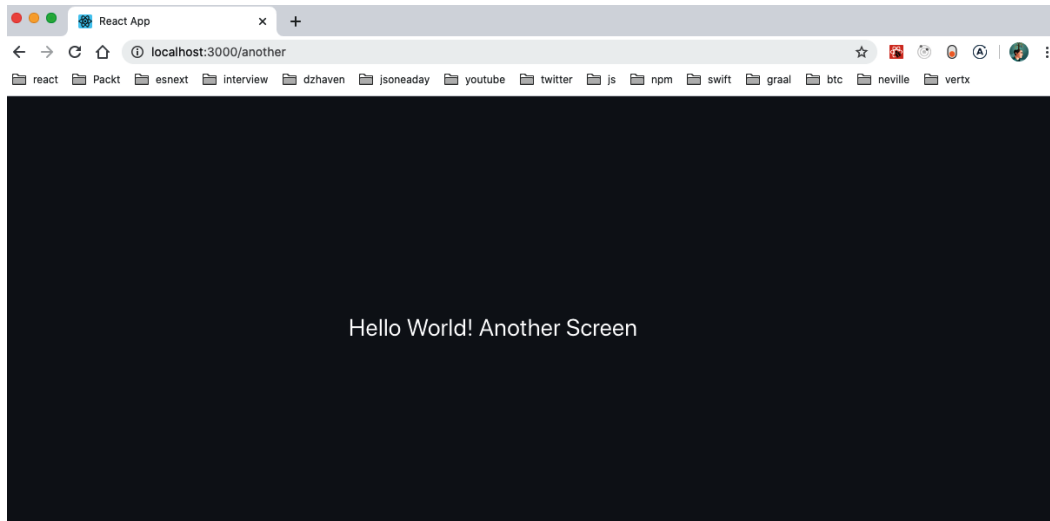 React App
localhost:3000/another
react Packt esnext interview dzhaven jsoneaday youtube twitter js npm swift graal btc neville vertx
Hello World! Another Screen